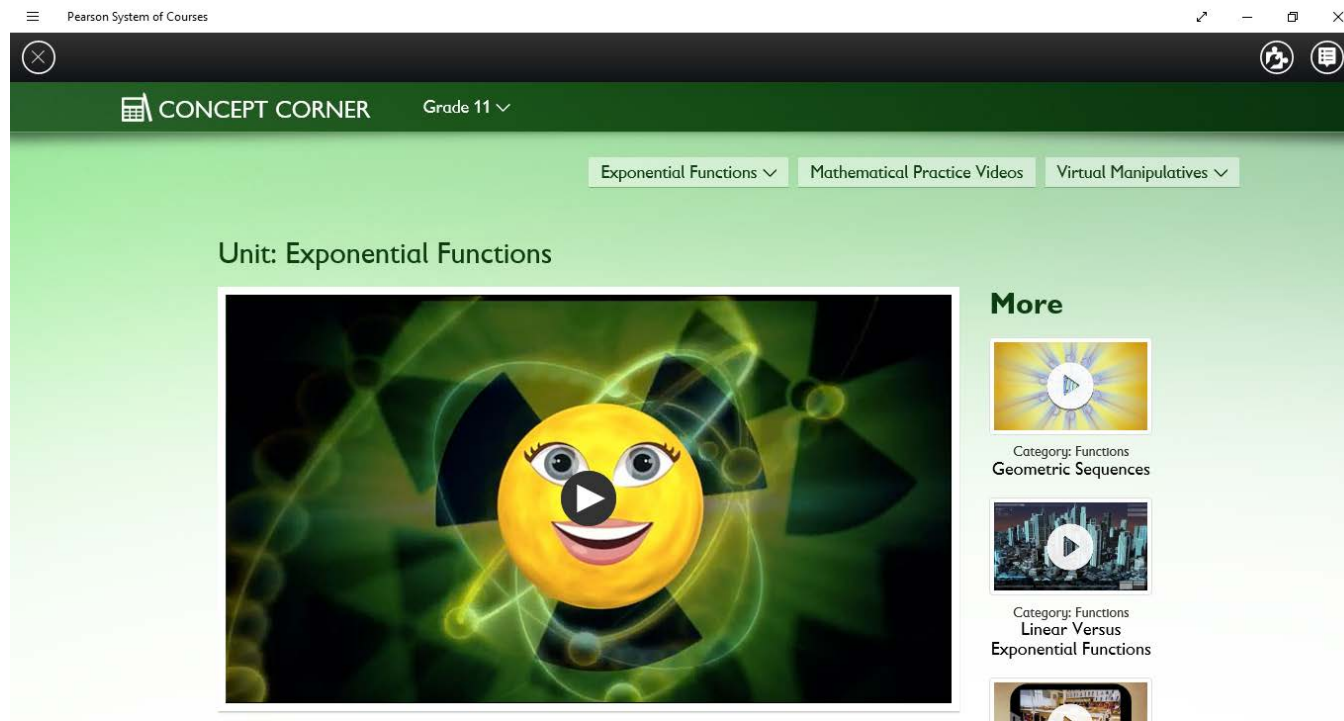 Pearson System of Courses
CONCEPT CORNER
Grade 11
Exponential Functions
Mathematical Practice Videos
Virtual Manipulatives
Unit: Exponential Functions
More
Category: Functions
Geometric Sequences
Category: Functions
Linear Versus
Exponential Functions